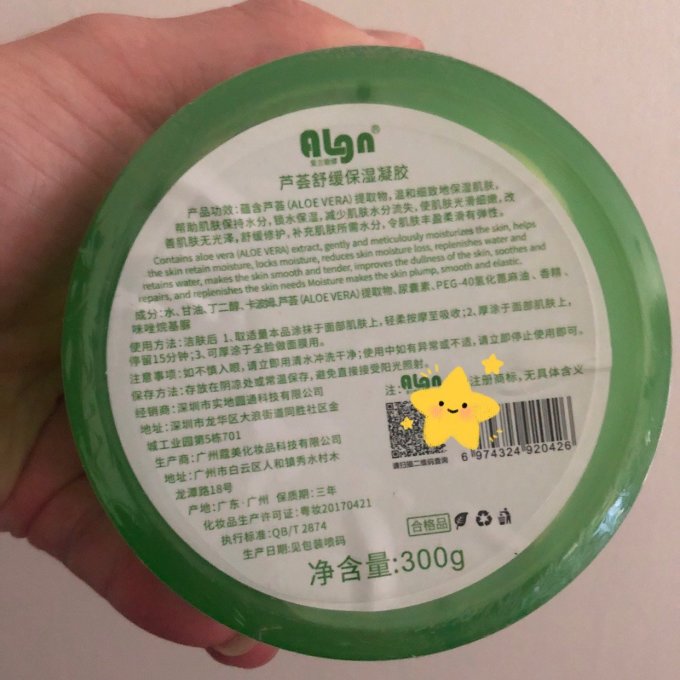 ALgn®
芦荟舒缓保湿凝胶
产品功效:蕴含芦荟(ALOE VERA)提取物,温和细致地保湿肌肤,
帮助肌肤保持水分,锁水保湿,减少肌肤水分流失,使肌肤光滑细嫩,改
善肌肤无光泽,舒缓修护,补充肌肤所需水分,令肌肤丰盈柔滑有弹性。
Contains aloe vera (ALOE VERA) extract, gently and meticulously moisturizes the skin, helps
the skin retain moisture, locks moisture, reduces skin moisture loss, replenishes water and
retains water, makes the skin smooth and tender, improves the dullness of the skin, soothes and
repairs, and replenishes the skin needs Moisture makes the skin plump, smooth and elastic.
成分:水、甘油、丁二醇、卡波姆、芦荟(ALOE VERA)提取物、尿囊素、PEG-40氢化蓖麻油、香精、
咪唑烷基脲
使用方法:洁肤后 1、取适量本品涂抹于面部肌肤上,轻柔按摩至吸收;2、厚涂于面部肌肤上,
停留15分钟;3、可厚涂于全脸做面膜用。
注意事项:如不慎入眼,请立即用清水冲洗干净;使用中如有异常或不适,请立即停止使用即可。
保存方法:存放在阴凉处或常温保存,避免直接接受阳光照射。
注:ALgn 注册商标,无具体含义
经销商:深圳市实地圆通科技有限公司
地址:深圳市龙华区大浪街道同胜社区金
城工业园第5栋701
生产商:广州霞美化妆品科技有限公司
地址:广州市白云区人和镇秀水村木
龙潭路18号
产地:广东·广州 保质期:三年
化妆品生产许可证:粤妆20170421
执行标准:QB/T 2874
生产日期:见包装喷码
请扫描二维码查询
6 974324 920426
合格品
净含量:300g